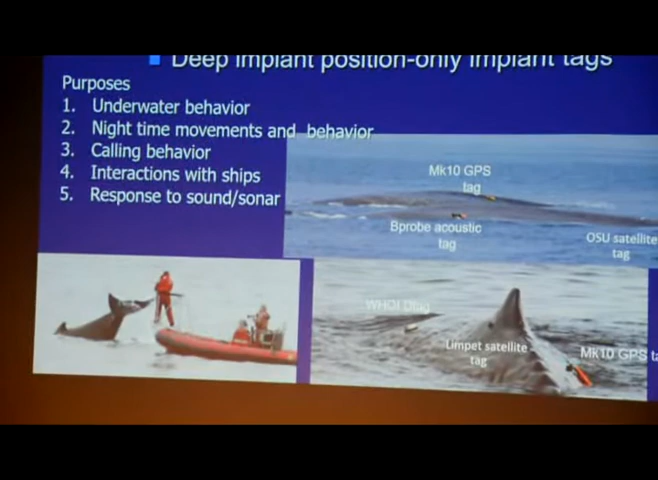 Deep implant position-only implant tags
Purposes
1. Underwater behavior
2. Night time movements and behavior
3. Calling behavior
4. Interactions with ships
5. Response to sound/sonar
Mk10 GPS
tag
Bprobe acoustic
tag
OSU satellite
tag
WHOI Dtag
Limpet satellite
tag
Mk10 GPS ta